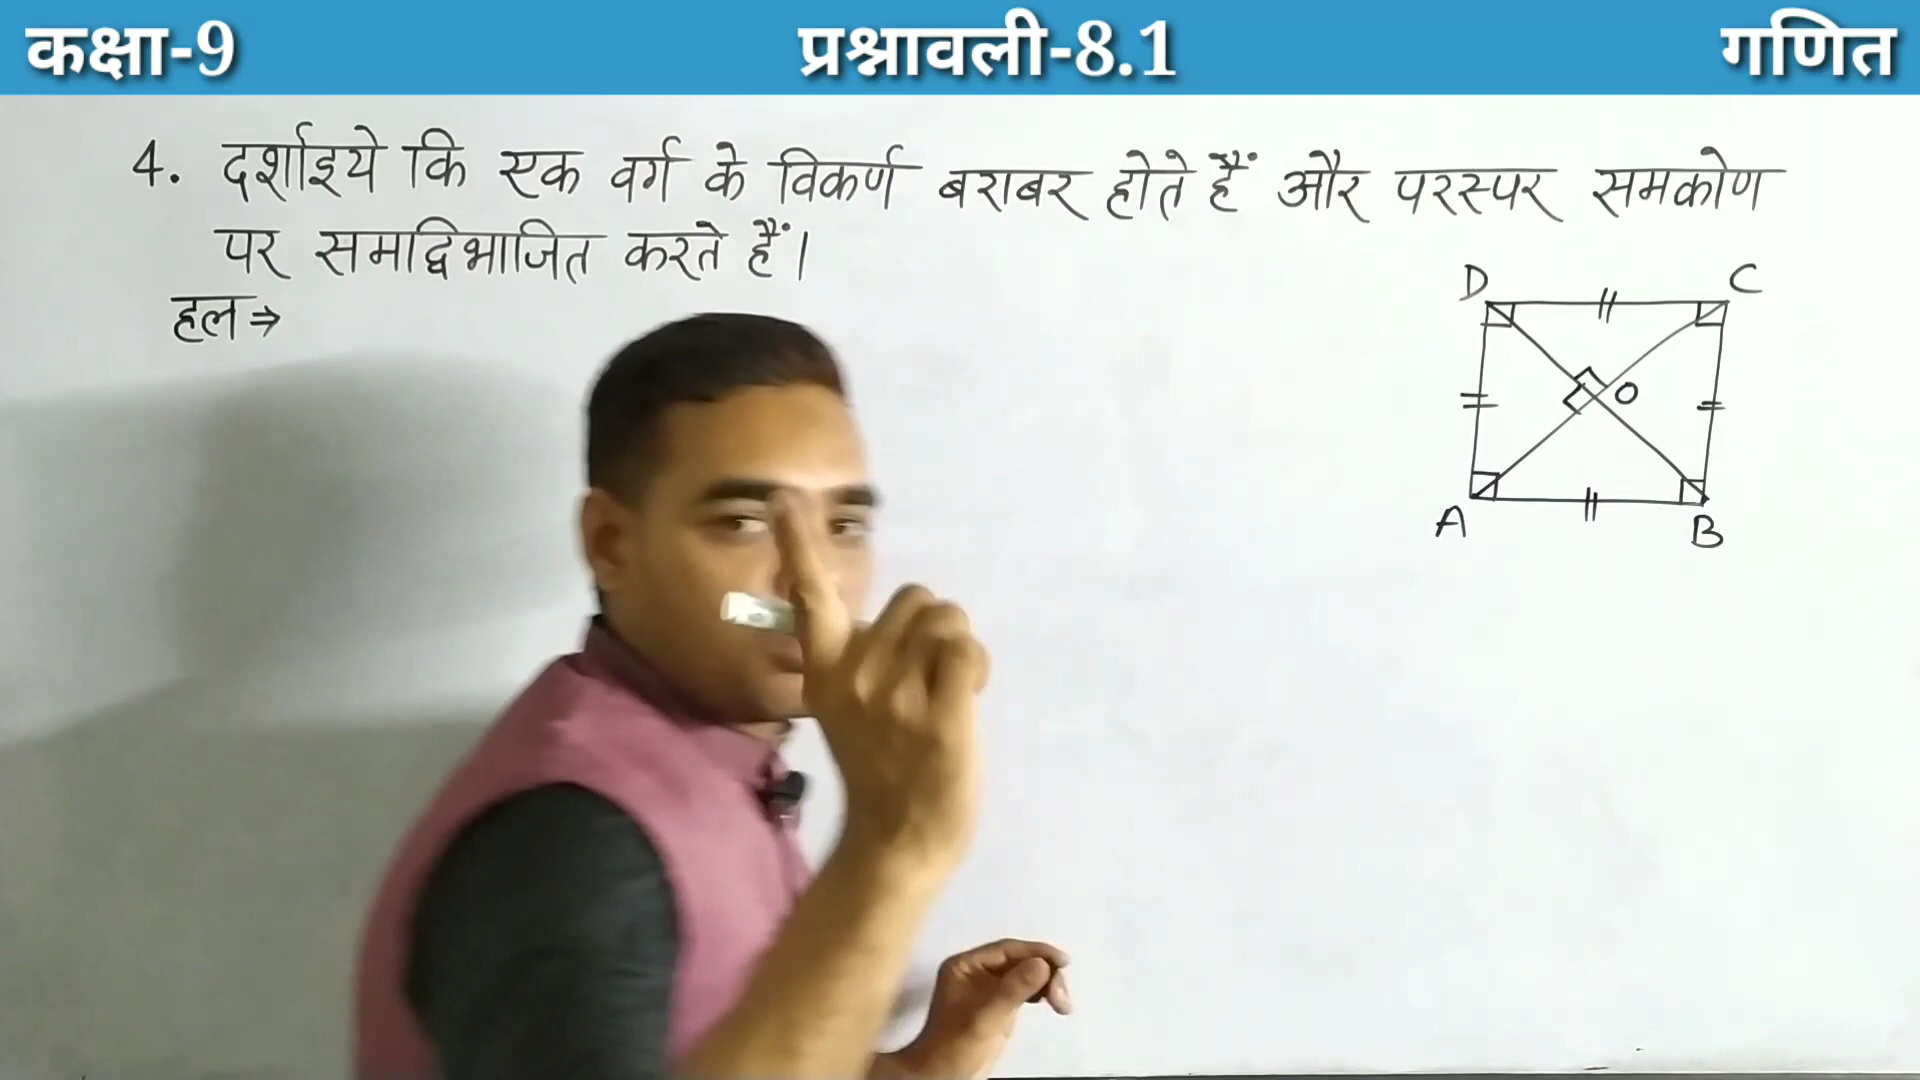 कक्षा-9 प्रश्नावली-8.1 गणित
4. दर्शाइये कि एक वर्ग के विकर्ण बराबर होते हैं और परस्पर समकोण
पर समद्विभाजित करते हैं।
हल⇒
D C
O
A B